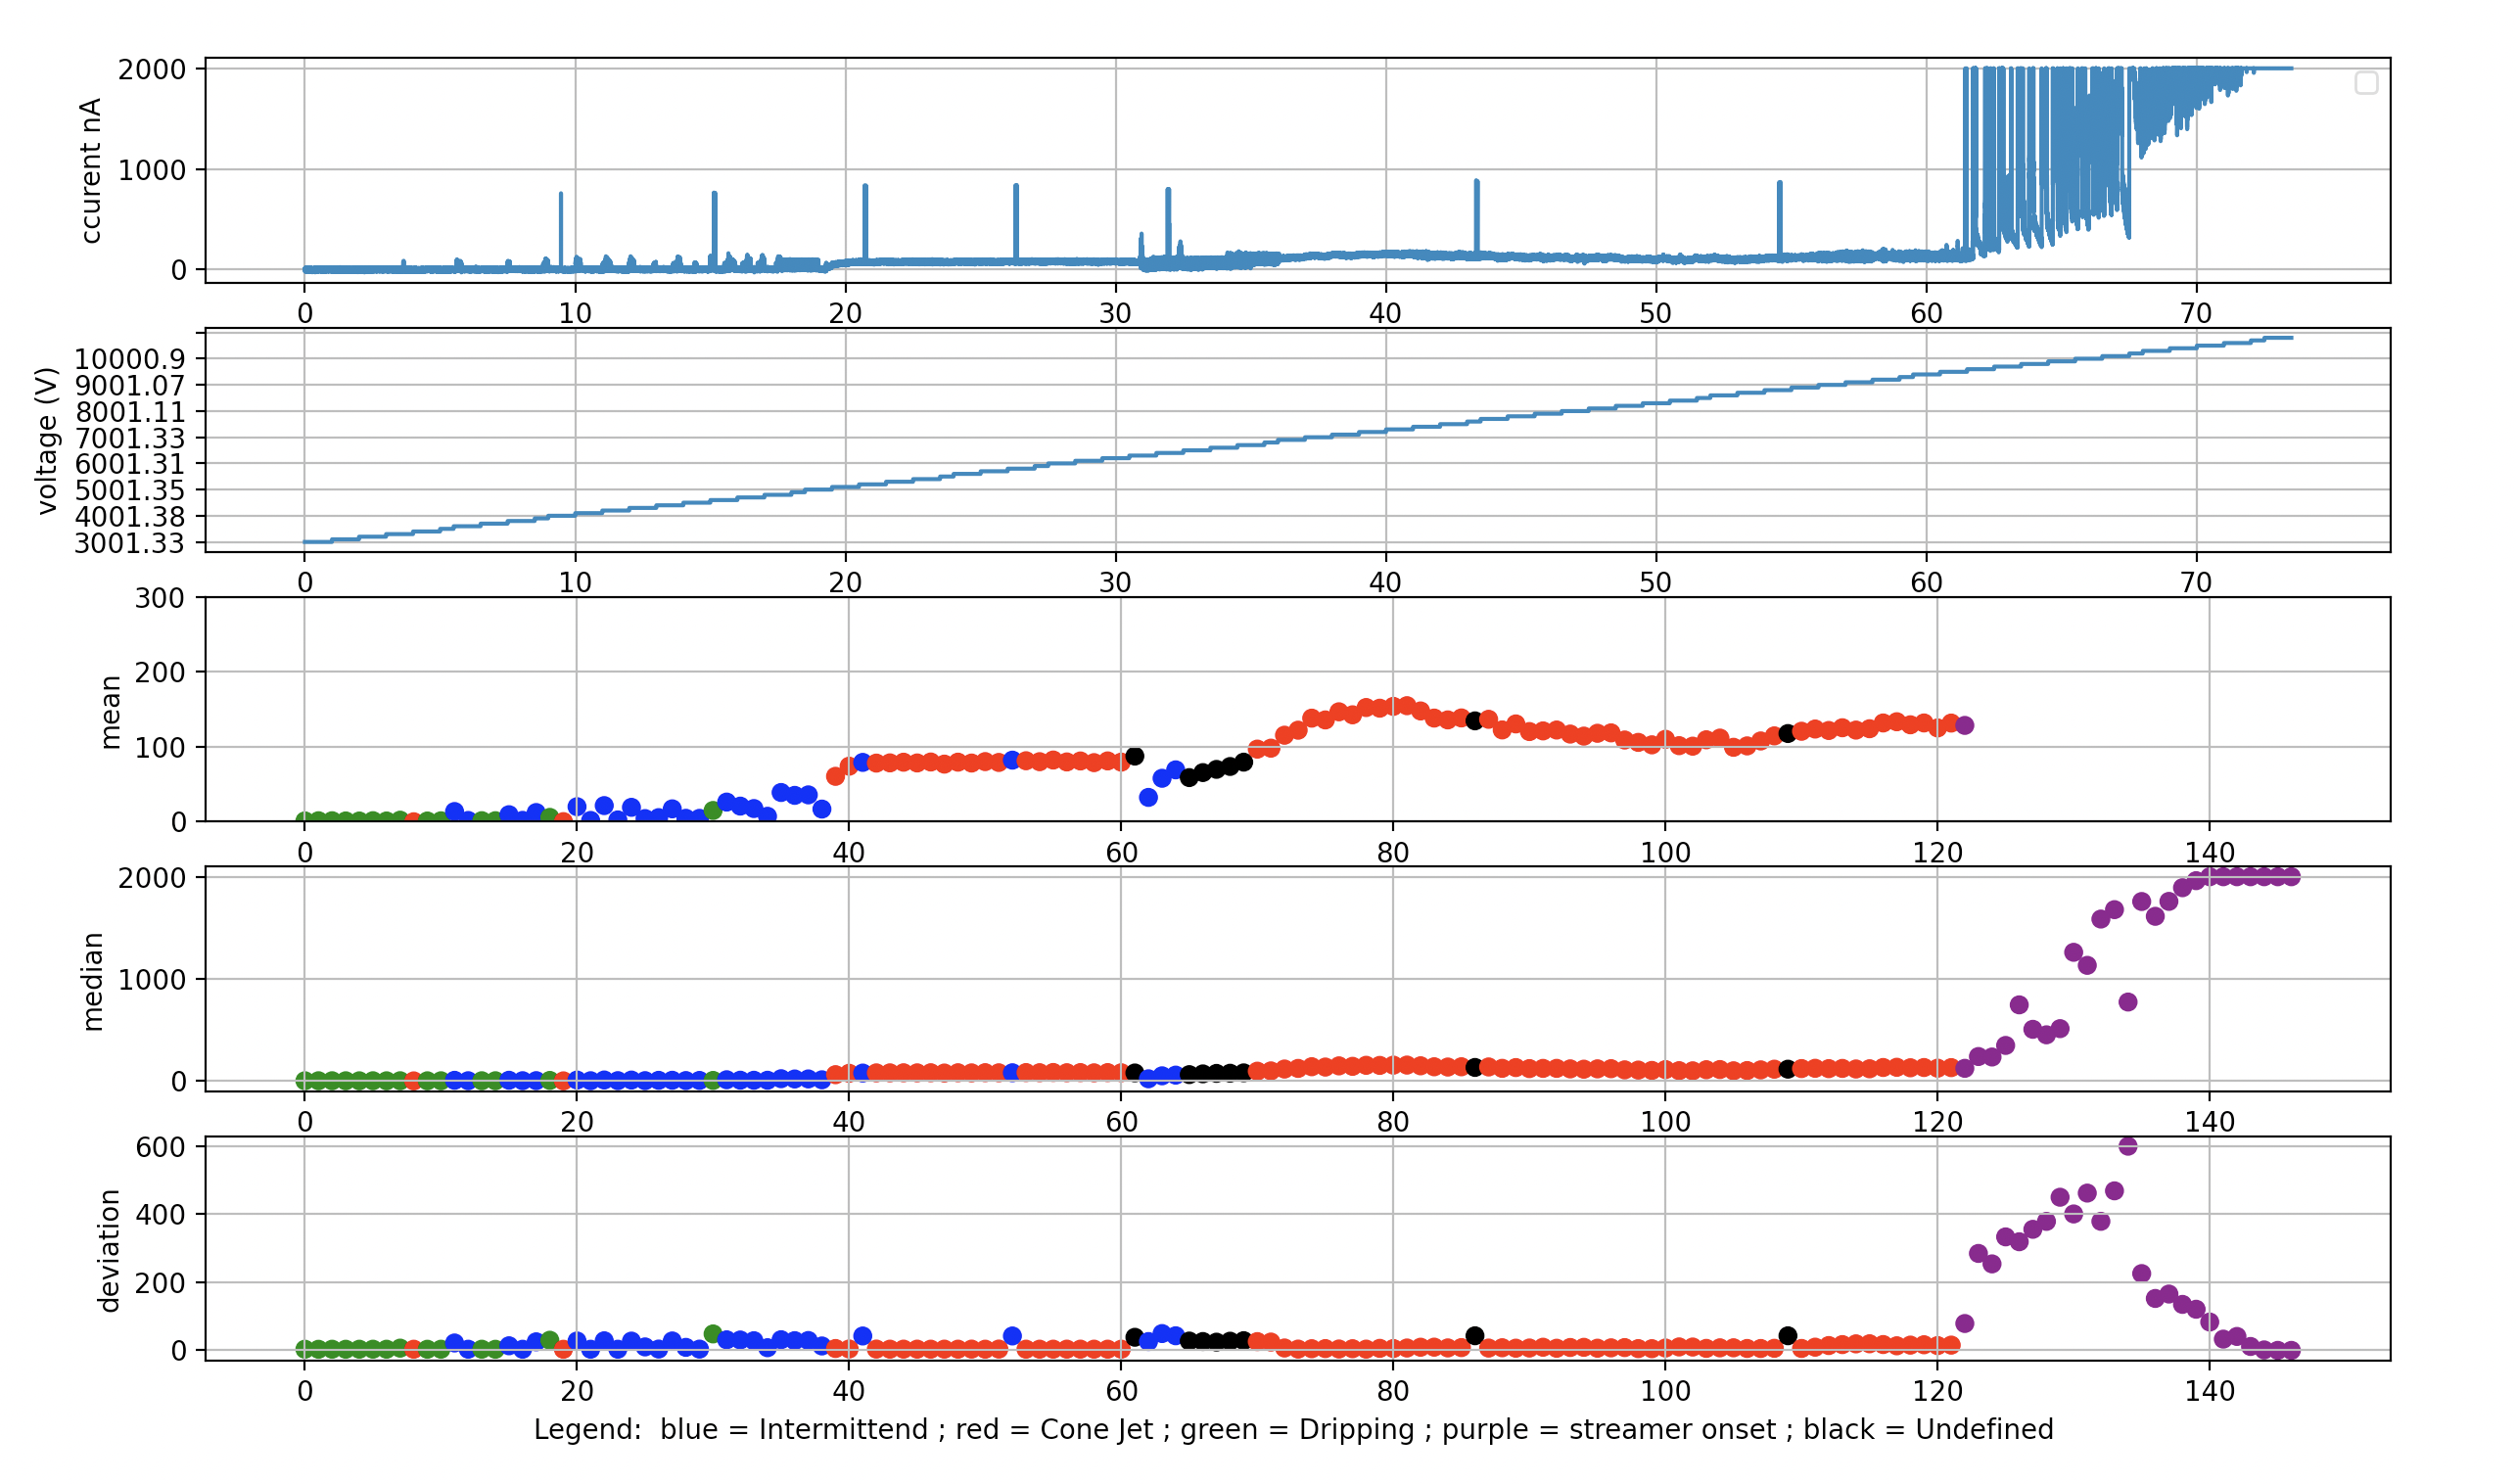 2000
1000
0
ccurent nA
0 10 20 30 40 50 60 70
10000.9
9001.07
8001.11
7001.33
6001.31
5001.35
4001.38
3001.33
voltage (V)
0 10 20 30 40 50 60 70
300
200
100
0
mean
0 20 40 60 80 100 120 140
2000
1000
0
median
0 20 40 60 80 100 120 140
600
400
200
0
deviation
0 20 40 60 80 100 120 140
Legend:  blue = Intermittend ; red = Cone Jet ; green = Dripping ; purple = streamer onset ; black = Undefined